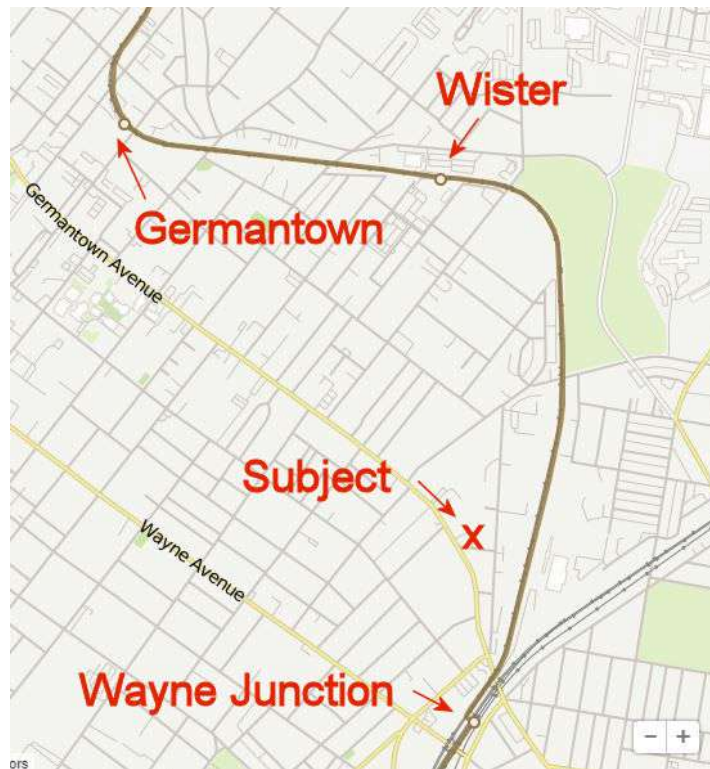 Wister
Germantown
Germantown Avenue
Subject
X
Wayne Avenue
Wayne Junction
- +
ors